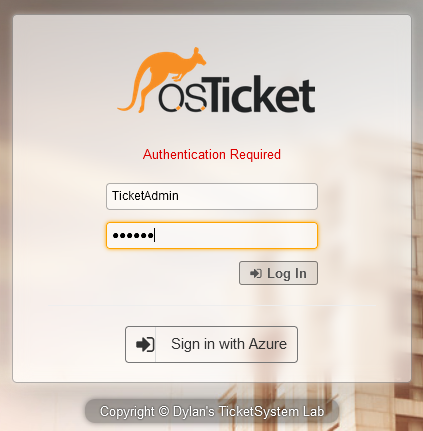 osTicket
Authentication Required
TicketAdmin
••••••
Log In
Sign in with Azure
Copyright © Dylan's TicketSystem Lab